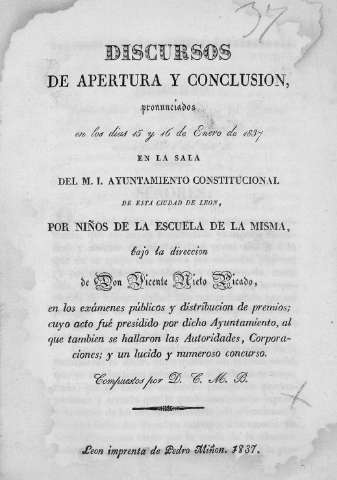 37
DISCURSOS
DE APERTURA Y CONCLUSION,
pronunciados
en los dias 15 y 16 de Enero de 1837
EN LA SALA
DEL M. I. AYUNTAMIENTO CONSTITUCIONAL
DE ESTA CIUDAD DE LEON,
POR NIÑOS DE LA ESCUELA DE LA MISMA,
bajo la direccion
de Don Vicente Nieto Picado,
en los exámenes públicos y distribucion de premios;
cuyo acto fué presidido por dicho Ayuntamiento, al
que tambien se hallaron las Autoridades, Corpora-
ciones; y un lucido y numeroso concurso.
Compuestos por D. C. M. B.
Leon imprenta de Pedro Miñon. 1837.